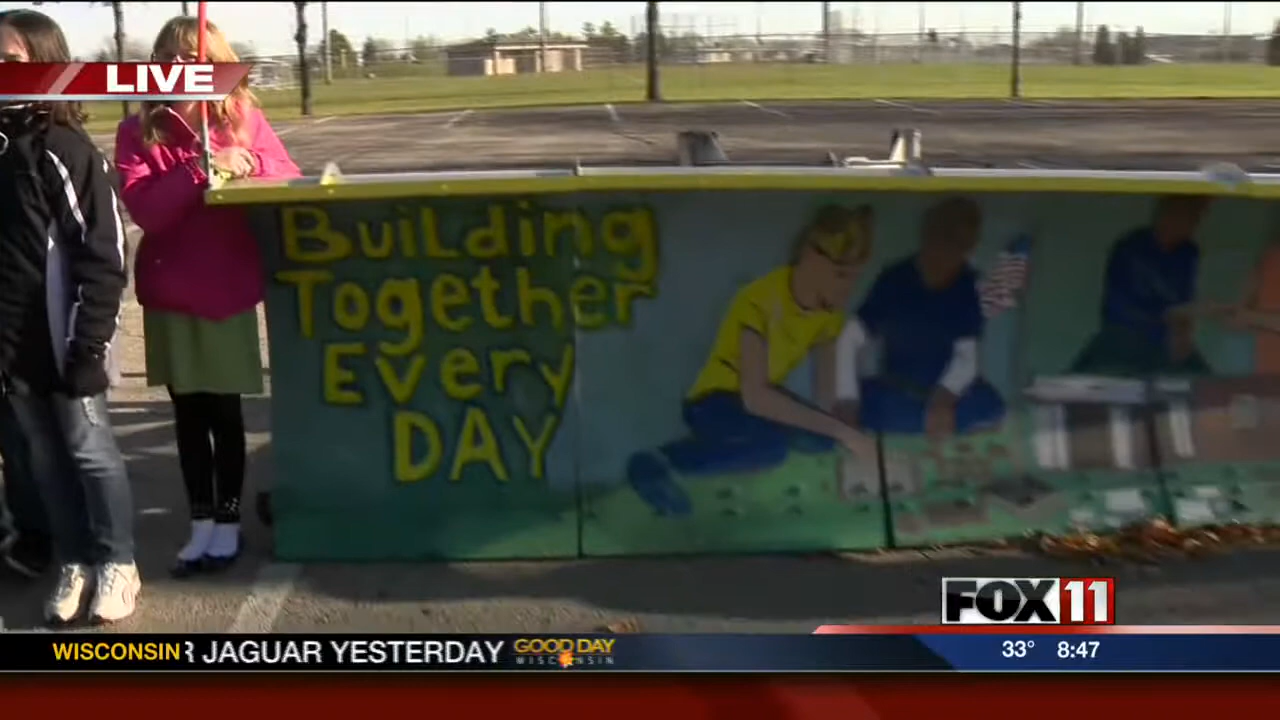 LIVE
BuiLding
Together
Every
DAY
FOX 11
WISCONSIN R JAGUAR YESTERDAY GOOD DAY
WISCONSIN
33° 8:47